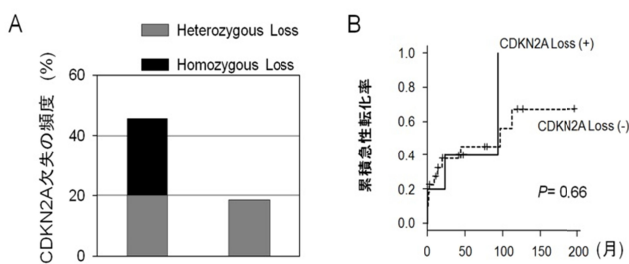 A
Heterozygous Loss
Homozygous Loss
CDKN2A欠失の頻度 (%)
60
40
20
0
B
CDKN2A Loss (+)
CDKN2A Loss (-)
累積急性転化率
1.0
0.8
0.6
0.4
0.2
0.0
P= 0.66
0 50 100 150 200 (月)